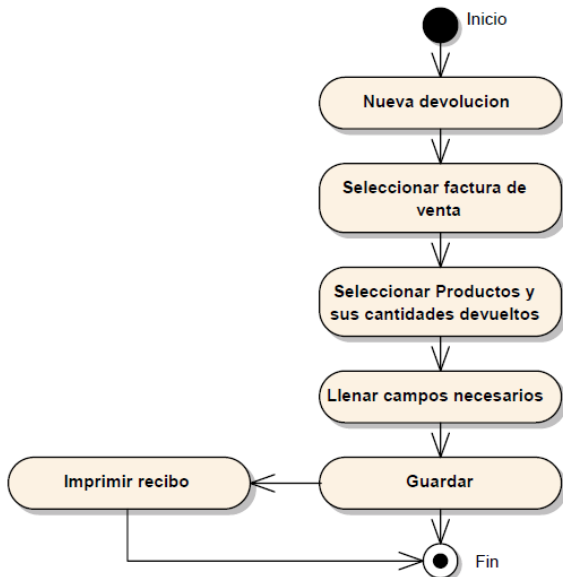 Inicio
Nueva devolucion
Seleccionar factura de
venta
Seleccionar Productos y
sus cantidades devueltos
Llenar campos necesarios
Imprimir recibo
Guardar
Fin